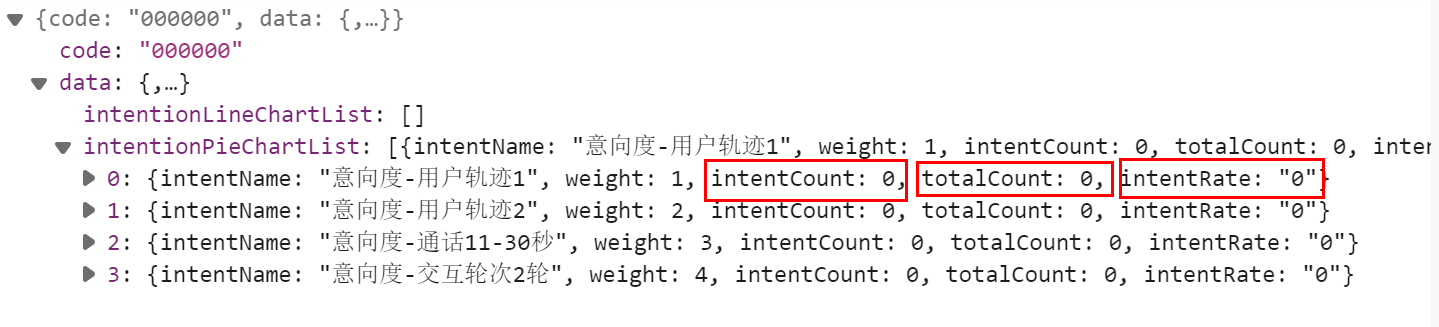 {code: "000000", data: {,…}}
code: "000000"
data: {,…}
intentionLineChartList: []
intentionPieChartList: [{intentName: "意向度-用户轨迹1", weight: 1, intentCount: 0, totalCount: 0, inten
0: {intentName: "意向度-用户轨迹1", weight: 1, intentCount: 0, totalCount: 0, intentRate: "0"}
1: {intentName: "意向度-用户轨迹2", weight: 2, intentCount: 0, totalCount: 0, intentRate: "0"}
2: {intentName: "意向度-通话11-30秒", weight: 3, intentCount: 0, totalCount: 0, intentRate: "0"}
3: {intentName: "意向度-交互轮次2轮", weight: 4, intentCount: 0, totalCount: 0, intentRate: "0"}